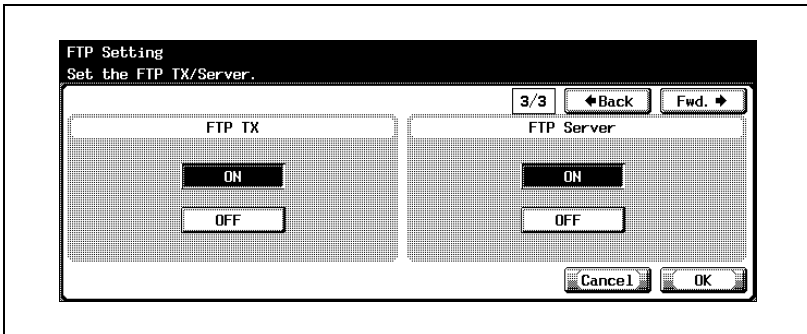 FTP Setting
Set the FTP TX/Server.
3/3 ←Back Fwd. →
FTP TX FTP Server
ON ON
OFF OFF
Cancel OK